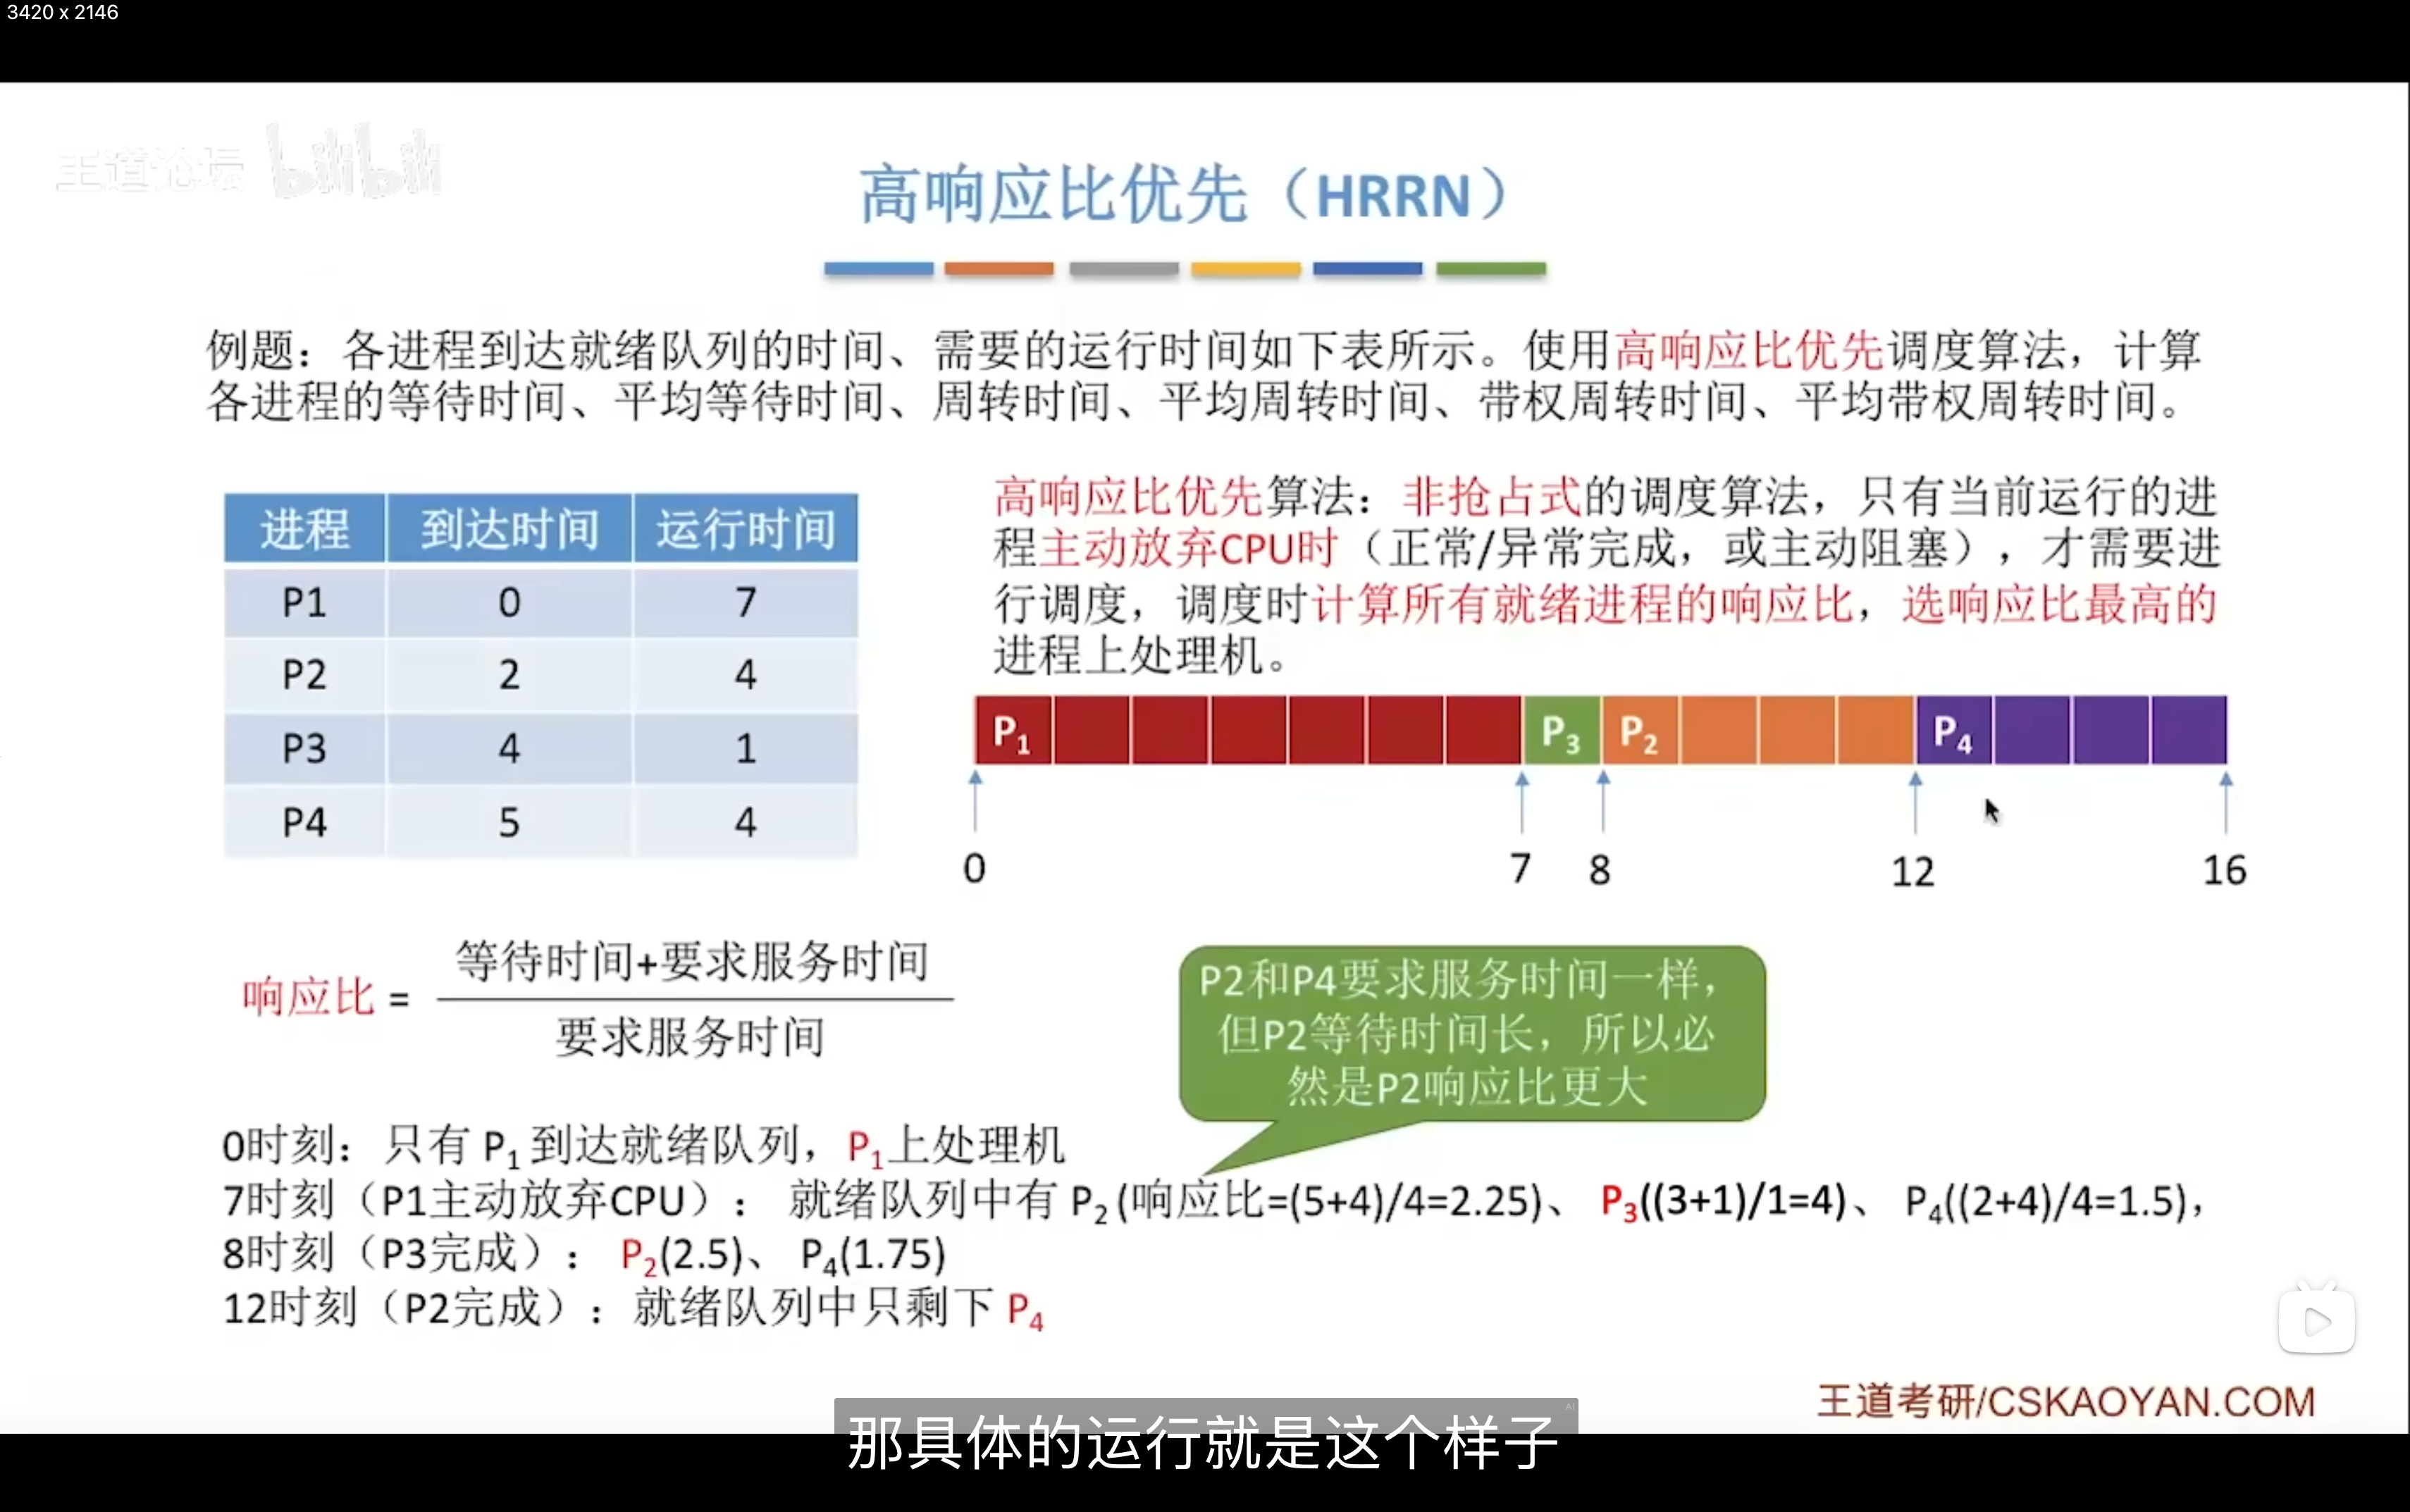 3420 x 2146
王道论坛 bilibili
高响应比优先（HRRN）
例题：各进程到达就绪队列的时间、需要的运行时间如下表所示。使用高响应比优先调度算法，计算
各进程的等待时间、平均等待时间、周转时间、平均周转时间、带权周转时间、平均带权周转时间。
进程 到达时间 运行时间
P1 0 7
P2 2 4
P3 4 1
P4 5 4
高响应比优先算法：非抢占式的调度算法，只有当前运行的进
程主动放弃CPU时（正常/异常完成，或主动阻塞），才需要进
行调度，调度时计算所有就绪进程的响应比，选响应比最高的
进程上处理机。
P₁ P₃ P₂ P₄
0 7 8 12 16
等待时间+要求服务时间
响应比 =
要求服务时间
P2和P4要求服务时间一样，
但P2等待时间长，所以必
然是P2响应比更大
0时刻：只有 P₁ 到达就绪队列，P₁上处理机
7时刻（P1主动放弃CPU）： 就绪队列中有 P₂ (响应比=(5+4)/4=2.25)、 P₃((3+1)/1=4)、 P₄((2+4)/4=1.5)，
8时刻（P3完成）： P₂(2.5)、 P₄(1.75)
12时刻（P2完成）：就绪队列中只剩下 P₄
王道考研/CSKAOYAN.COM
AI
那具体的运行就是这个样子